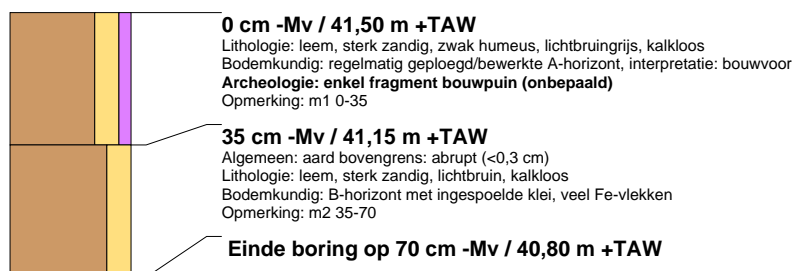 0 cm -Mv / 41,50 m +TAW
Lithologie: leem, sterk zandig, zwak humeus, lichtbruingrijs, kalkloos
Bodemkundig: regelmatig geploegd/bewerkte A-horizont, interpretatie: bouwvoor
Archeologie: enkel fragment bouwpuin (onbepaald)
Opmerking: m1 0-35
35 cm -Mv / 41,15 m +TAW
Algemeen: aard bovengrens: abrupt (<0,3 cm)
Lithologie: leem, sterk zandig, lichtbruin, kalkloos
Bodemkundig: B-horizont met ingespoelde klei, veel Fe-vlekken
Opmerking: m2 35-70
Einde boring op 70 cm -Mv / 40,80 m +TAW